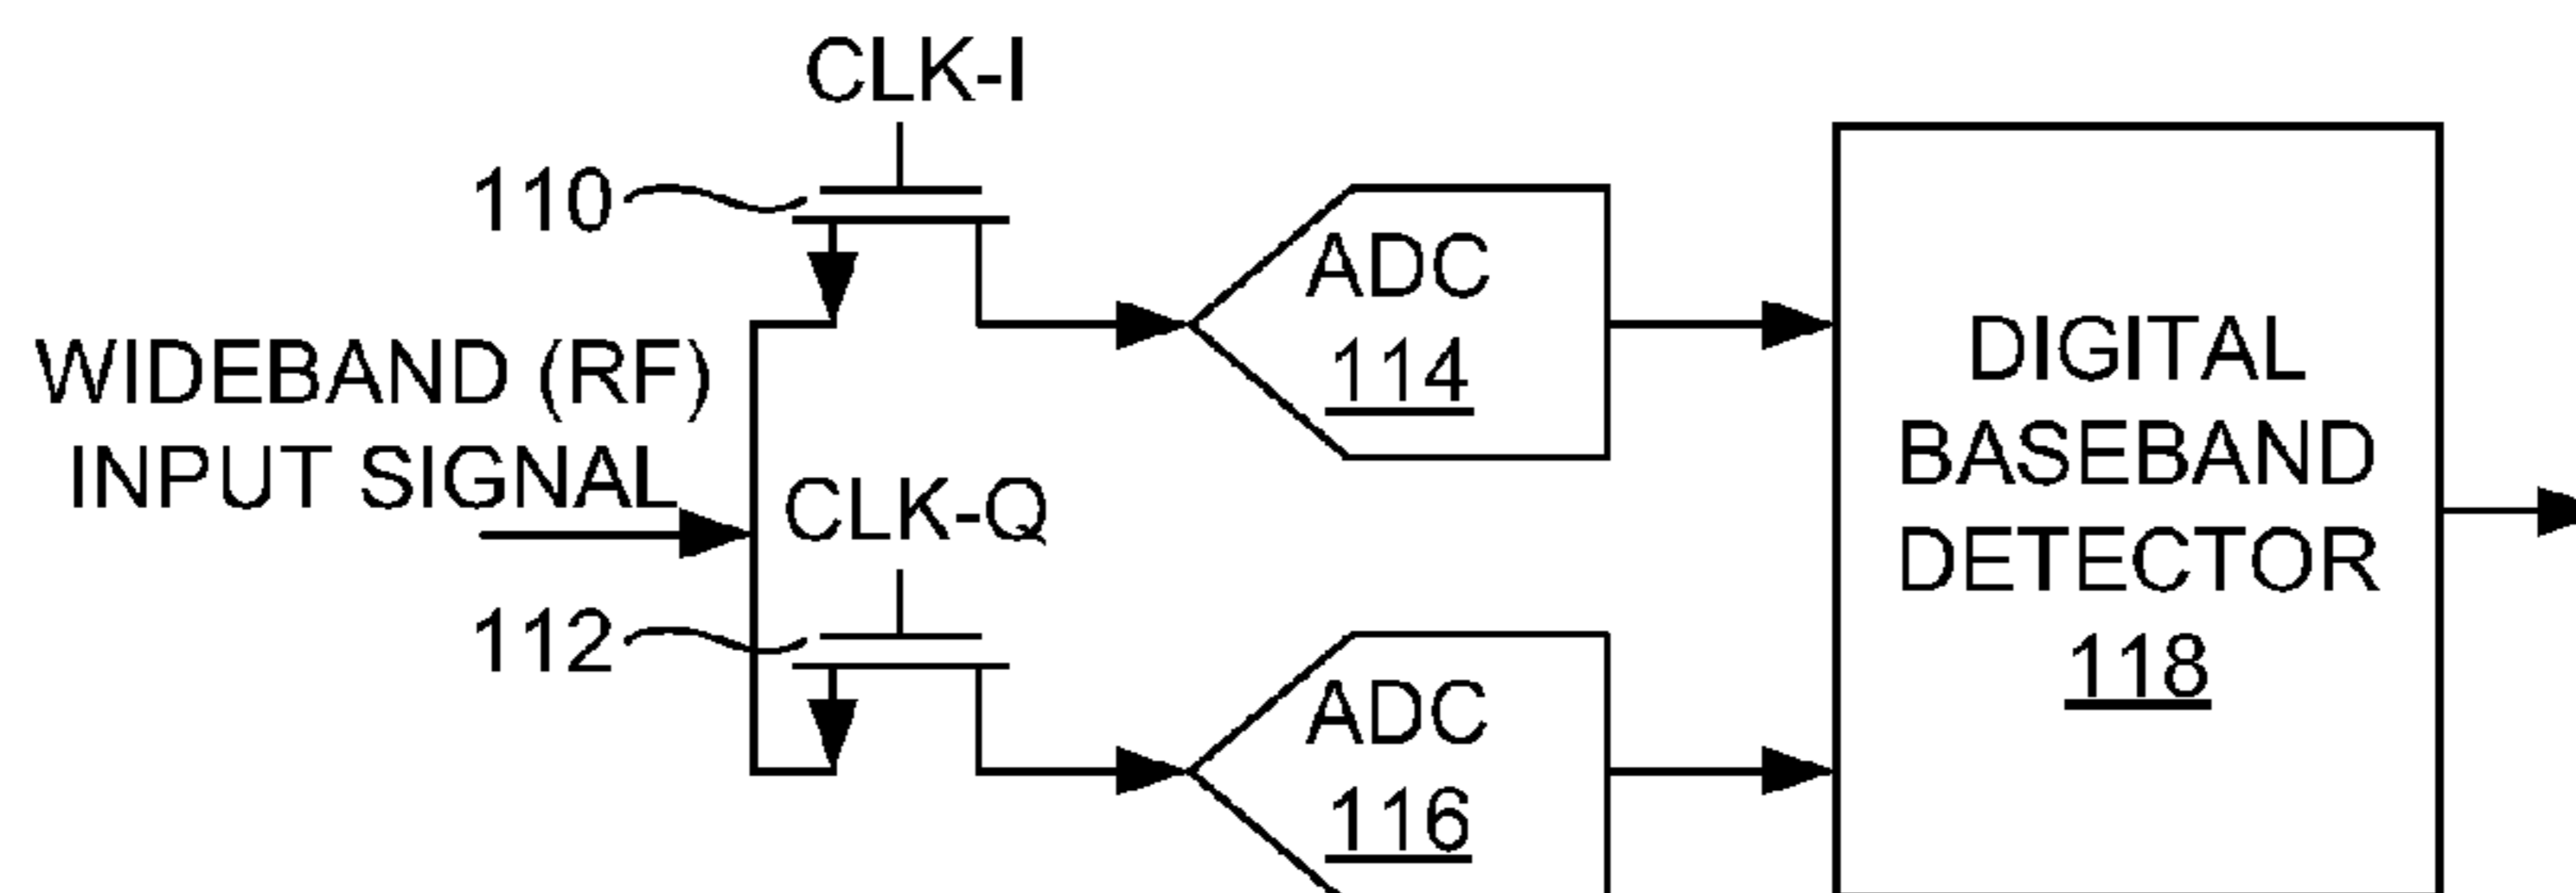 CLK-I
110
ADC
114
WIDEBAND (RF)
INPUT SIGNAL
CLK-Q
112
ADC
116
DIGITAL
BASEBAND
DETECTOR
118